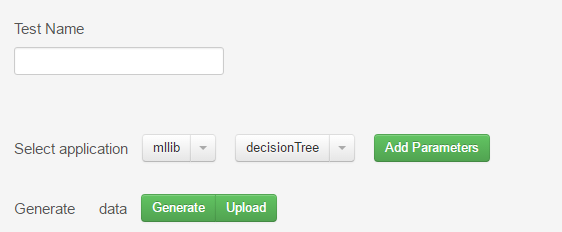 Test Name
Select application mllib decisionTree Add Parameters
Generate data Generate Upload